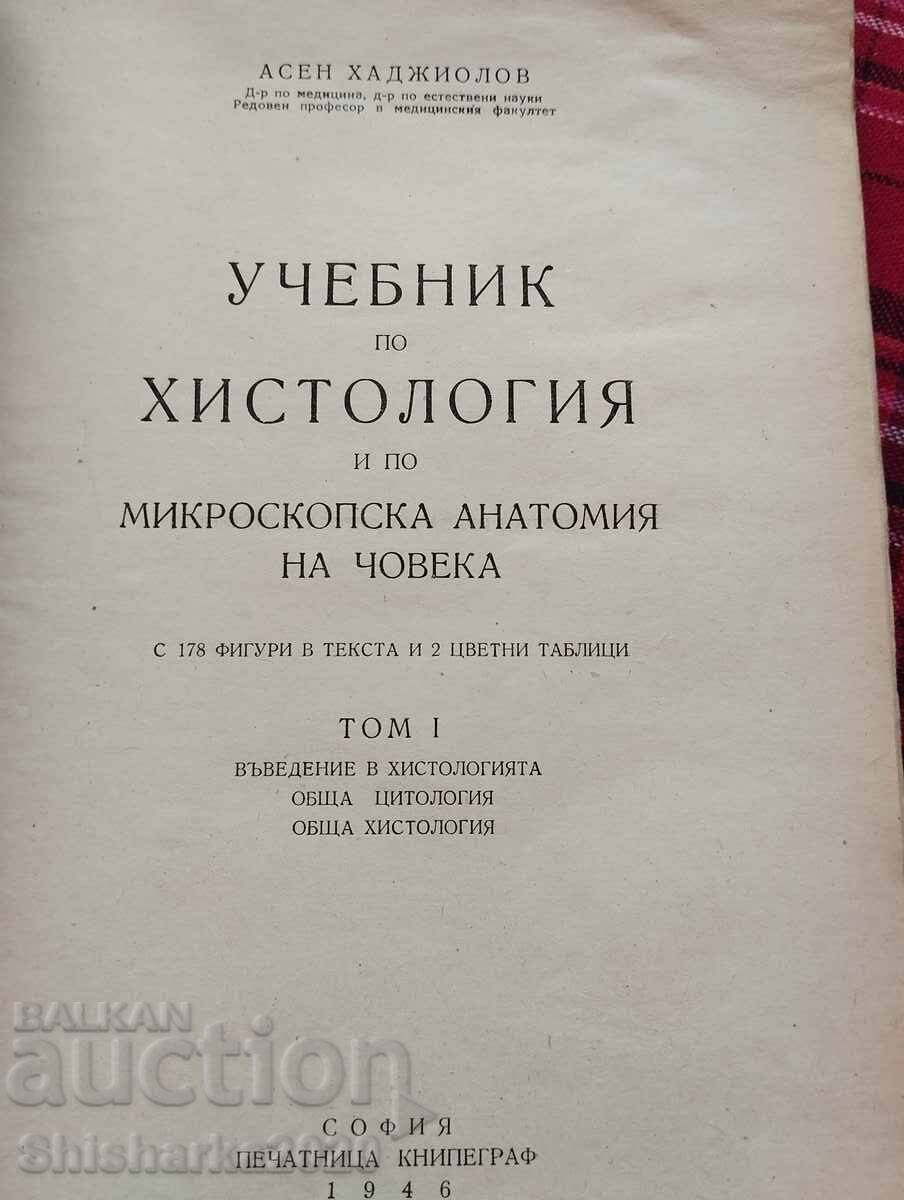 АСЕН ХАДЖИОЛОВ
Д-р по медицина, д-р по естествени науки
Редовен професор в медицинския факултет
УЧЕБНИК
ПО
ХИСТОЛОГИЯ
И ПО
МИКРОСКОПСКА АНАТОМИЯ
НА ЧОВЕКА
С 178 ФИГУРИ В ТЕКСТА И 2 ЦВЕТНИ ТАБЛИЦИ
ТОМ I
ВЪВЕДЕНИЕ В ХИСТОЛОГИЯТА
ОБЩА ЦИТОЛОГИЯ
ОБЩА ХИСТОЛОГИЯ
BALKAN
auction
СОФИЯ
Shisharke2020
ПЕЧАТНИЦА КНИПЕГРАФ
1946